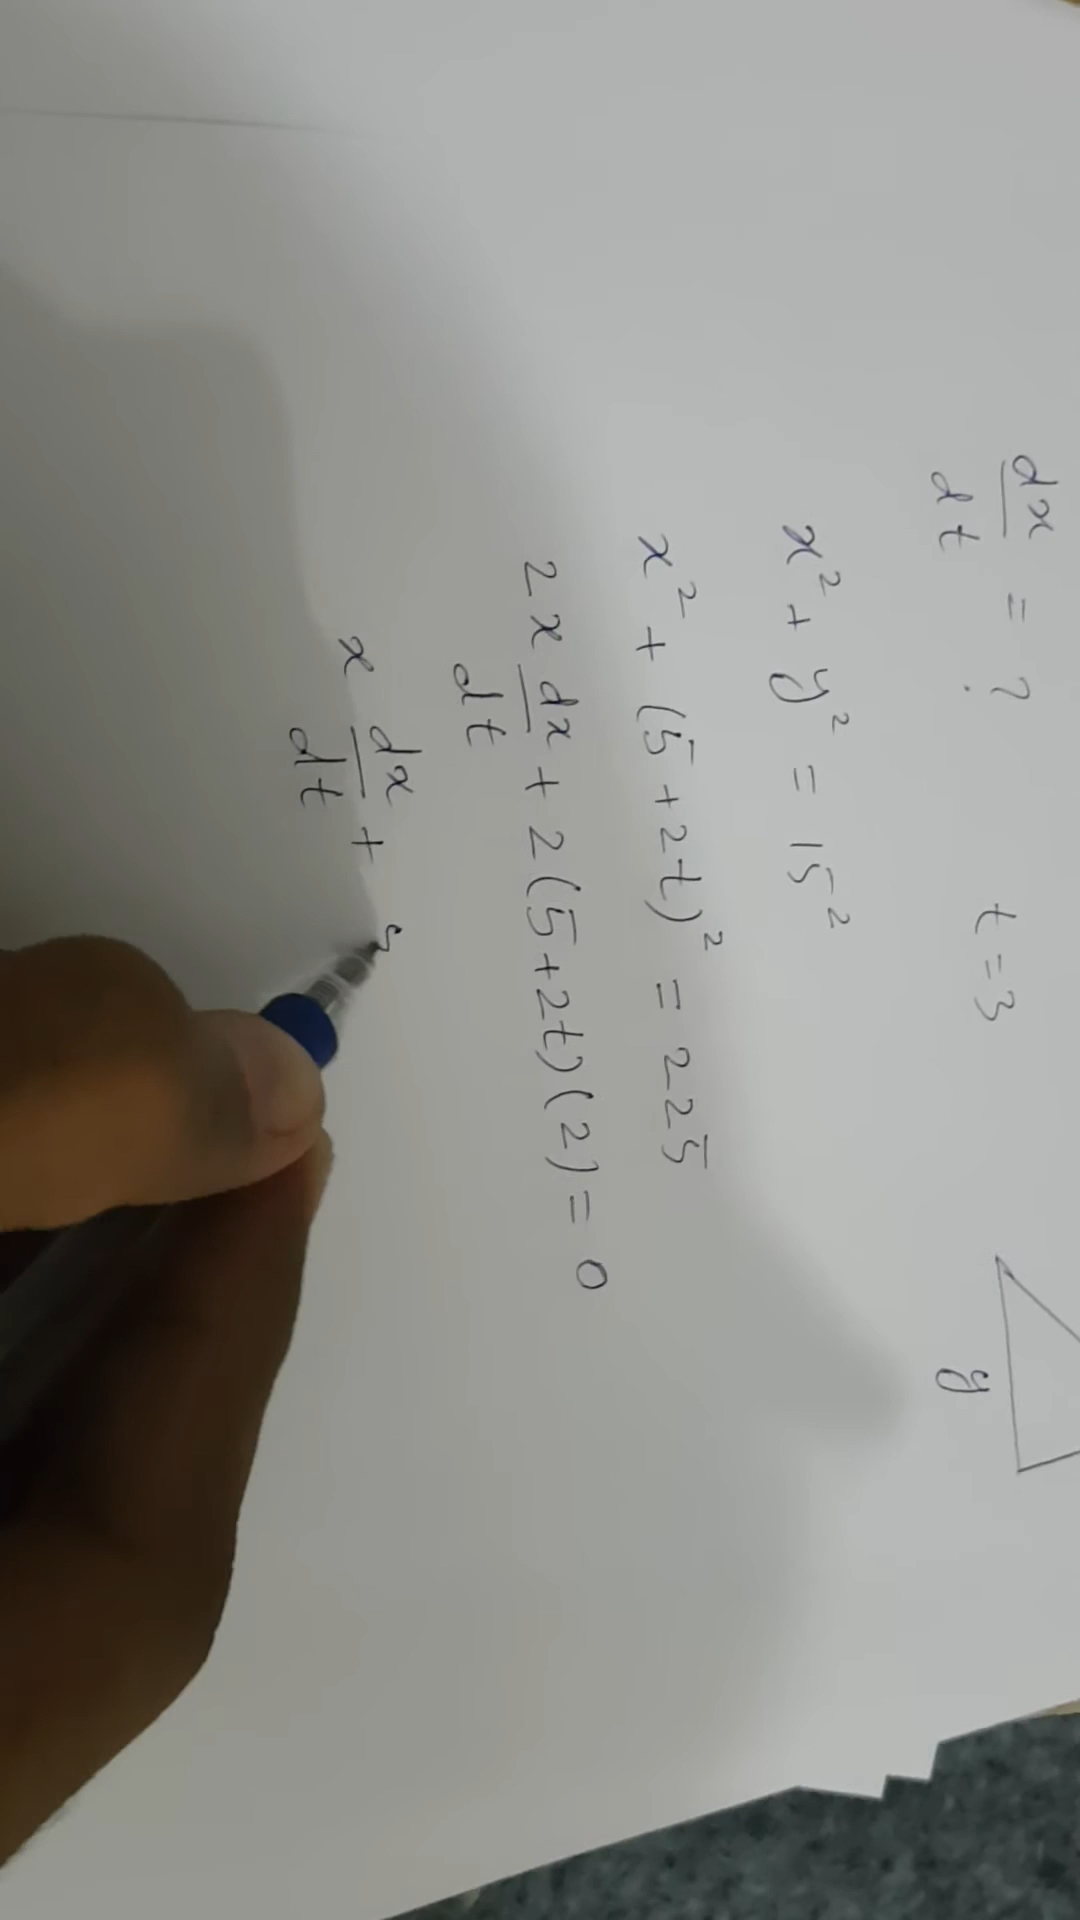 dx/dt = ? t = 3
y
x² + y² = 15²
x² + (5 + 2t)² = 225
2x dx/dt + 2(5+2t)(2) = 0
x dx/dt +